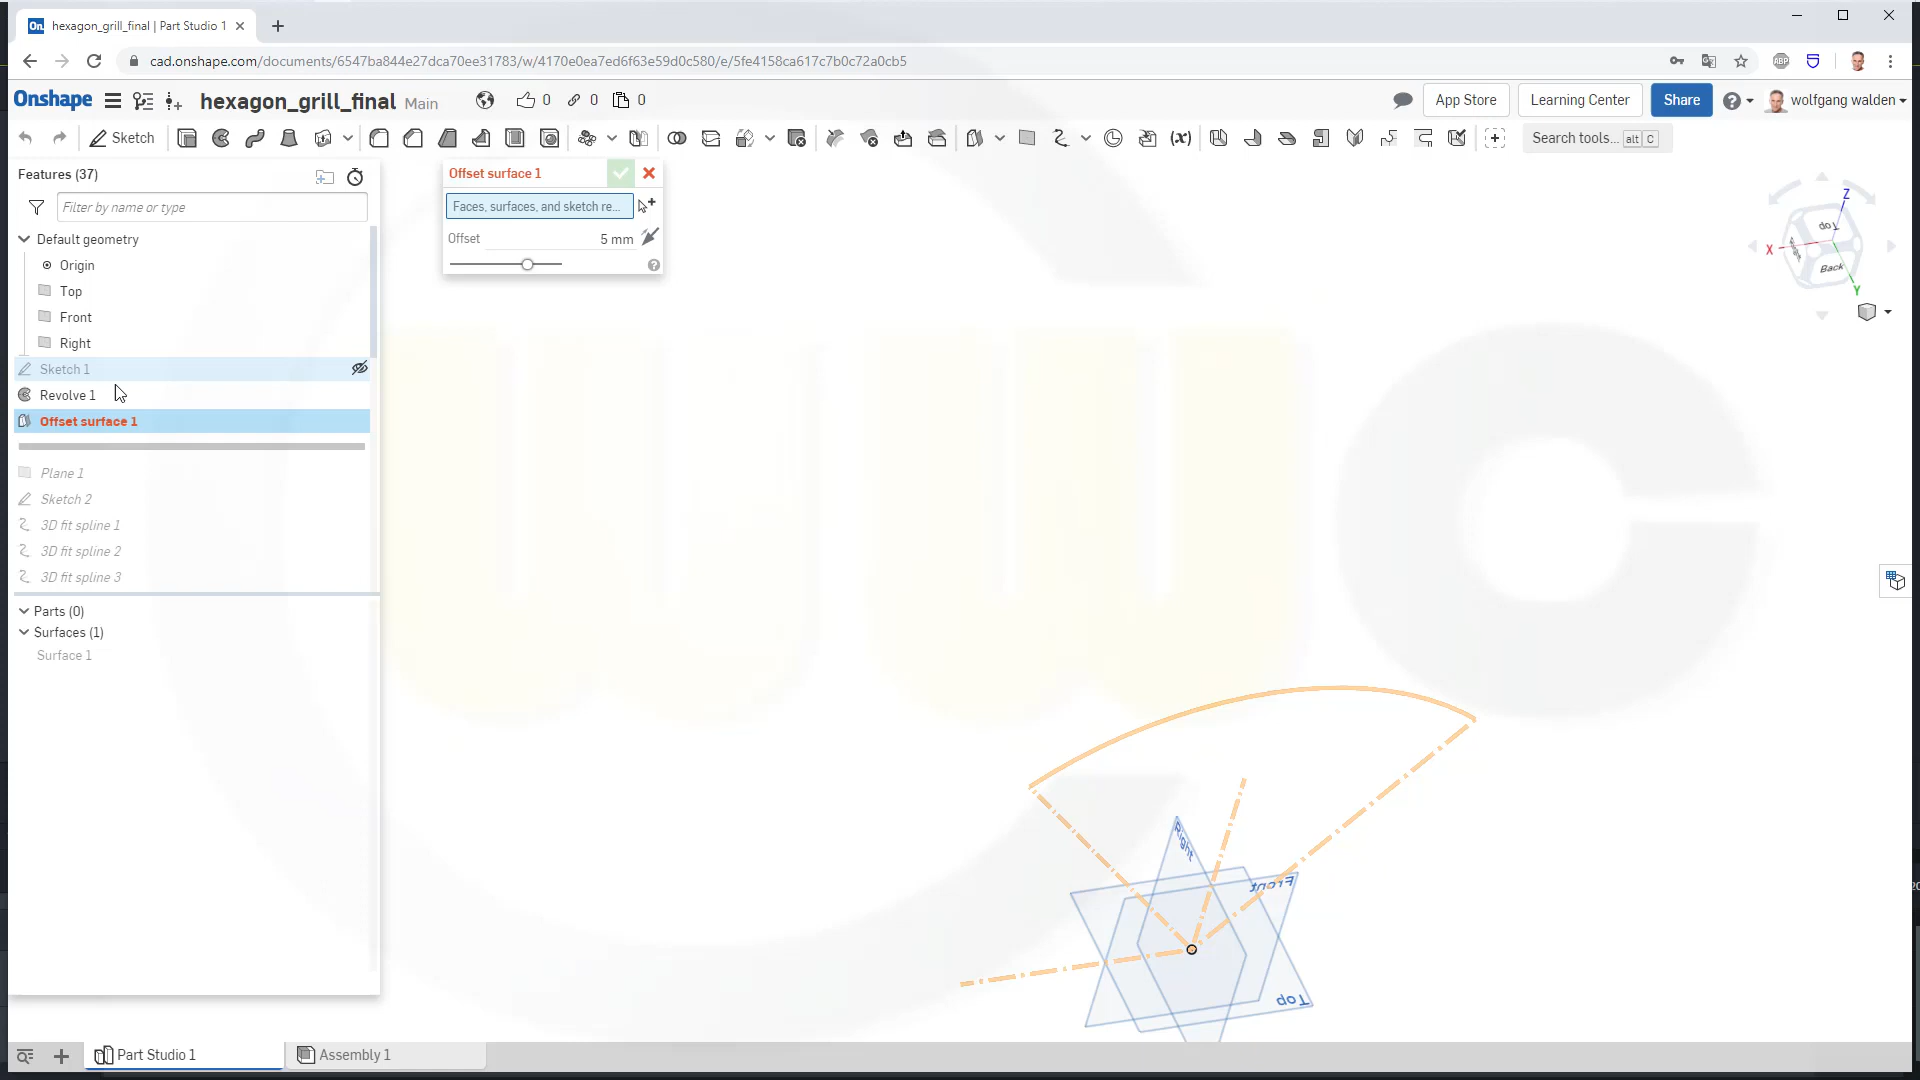 On hexagon_grill_final | Part Studio 1
cad.onshape.com/documents/6547ba844e27dca70ee31783/w/4170e0ea7ed6f63e59d0c580/e/5fe4158ca617c7b0c72a0cb5
ABP
Onshape hexagon_grill_final Main 0 0 0 App Store Learning Center Share wolfgang walden
Sketch (x) Search tools... alt C
Features (37)
Filter by name or type
Default geometry
Origin
Top
Front
Right
Sketch 1
Revolve 1
Offset surface 1
Plane 1
Sketch 2
3D fit spline 1
3D fit spline 2
3D fit spline 3
Parts (0)
Surfaces (1)
Surface 1
Offset surface 1
Faces, surfaces, and sketch re...
Offset 5 mm
Z
Top
X
Back
Y
wwc
Right
Front
Top
Part Studio 1
Assembly 1